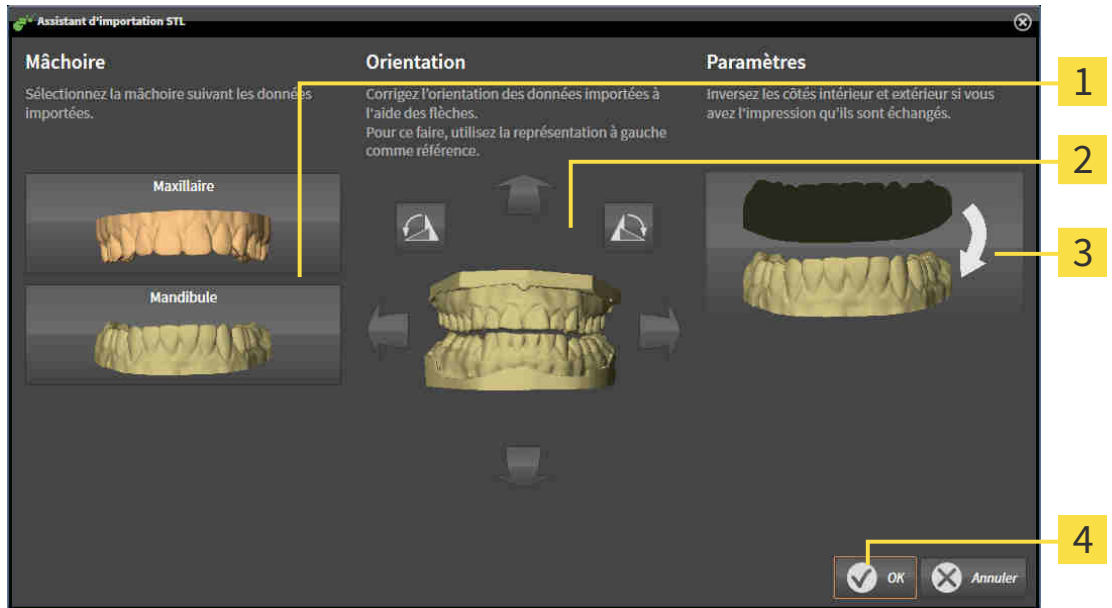 Assistant d'importation STL
Mâchoire
Sélectionnez la mâchoire suivant les données
importées.
Maxillaire
Mandibule
Orientation
Corrigez l'orientation des données importées à
l'aide des flèches.
Pour ce faire, utilisez la représentation à gauche
comme référence.
Paramètres
Inversez les côtés intérieur et extérieur si vous
avez l'impression qu'ils sont échangés.
OK
Annuler
1
2
3
4